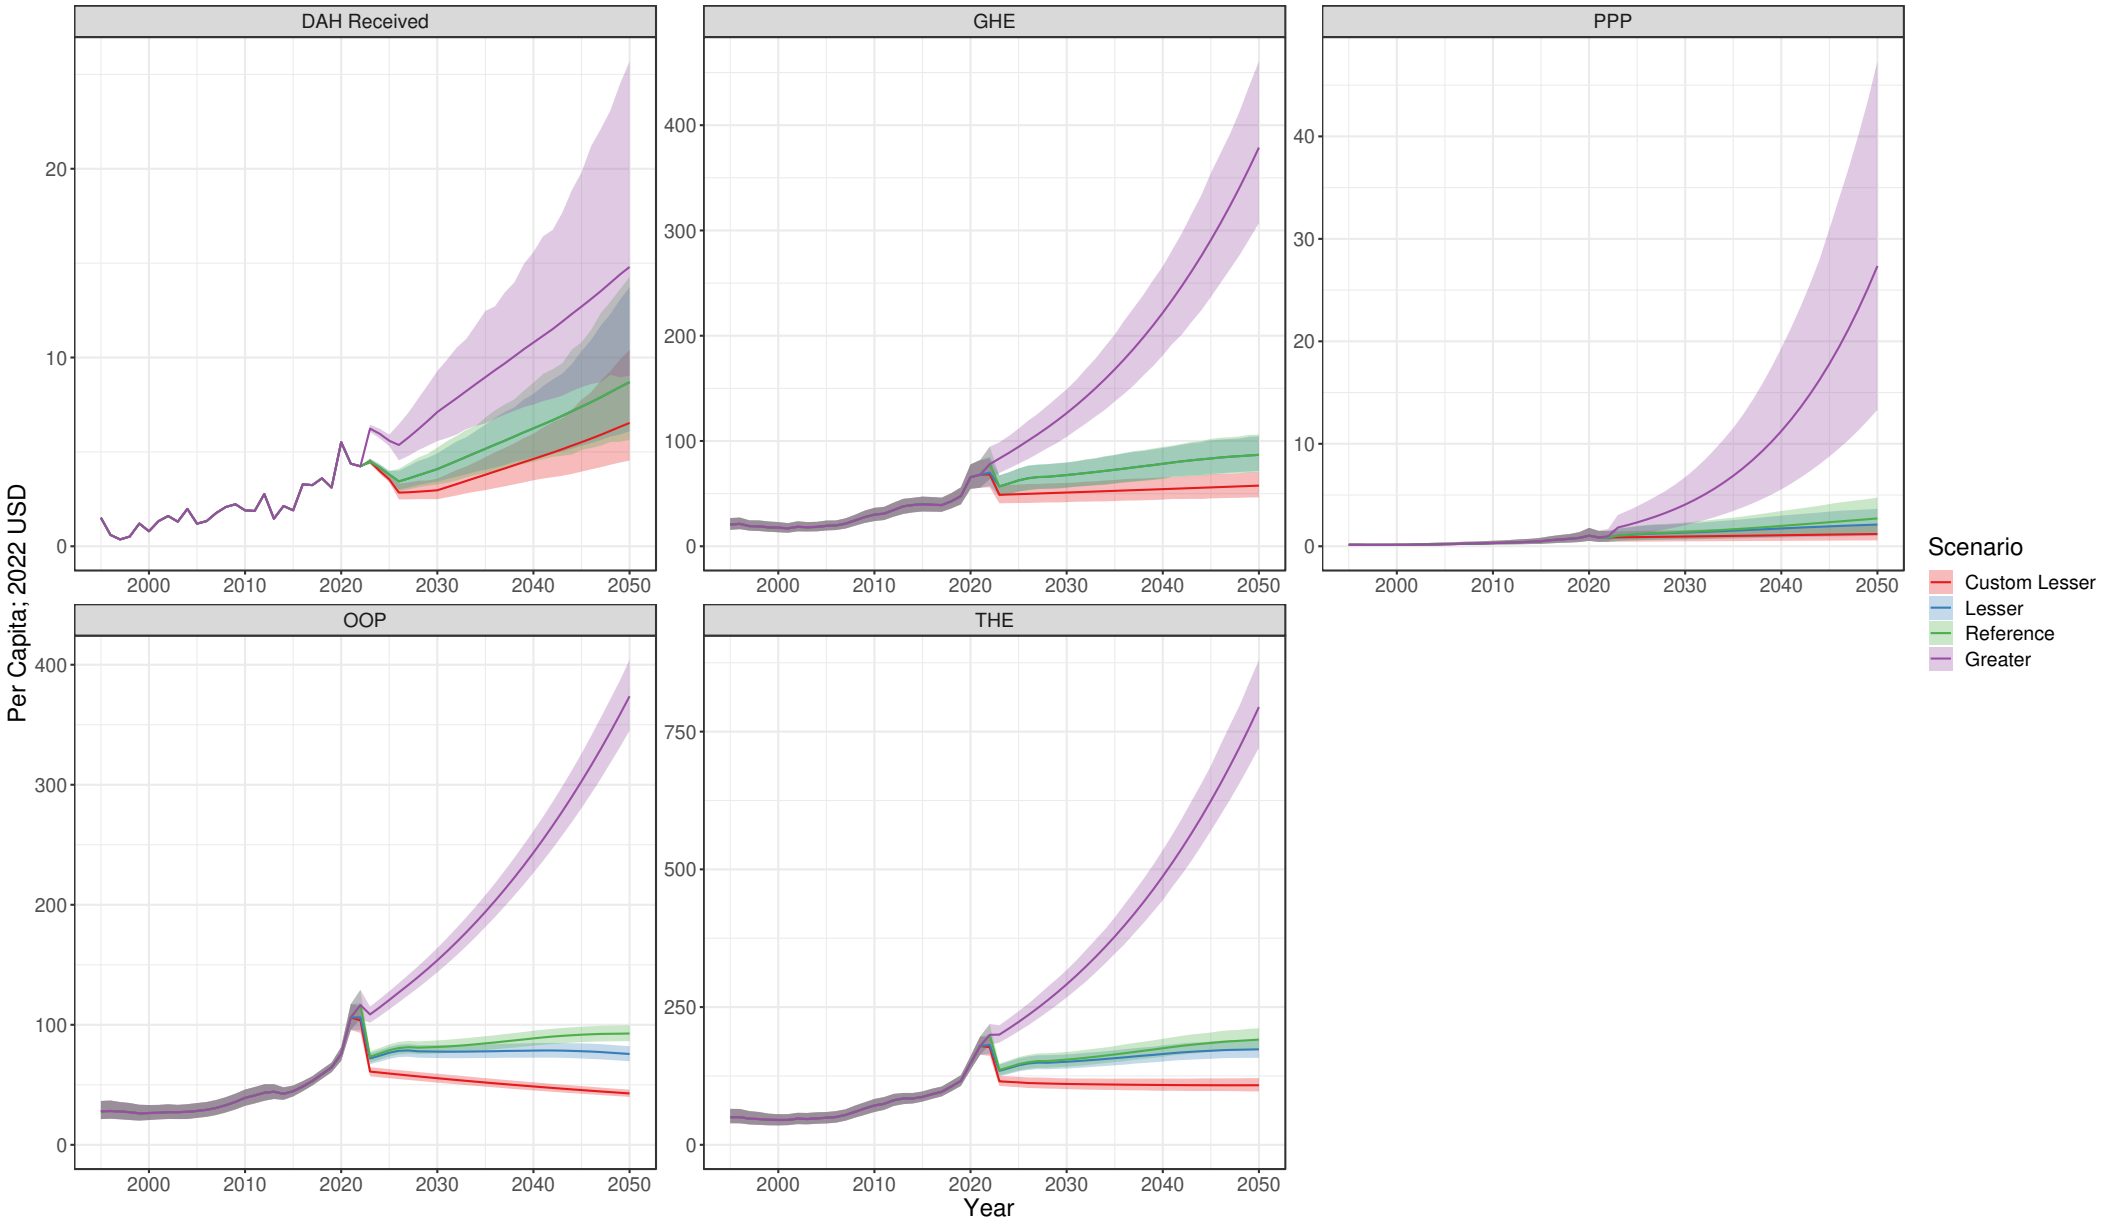 DAH Received
GHE
PPP
20
10
0
400
300
200
100
0
40
30
20
10
0
2000 2010 2020 2030 2040 2050
2000 2010 2020 2030 2040 2050
2000 2010 2020 2030 2040 2050
OOP
THE
400
300
200
100
0
750
500
250
0
2000 2010 2020 2030 2040 2050
2000 2010 2020 2030 2040 2050
Year
Per Capita; 2022 USD
Scenario
Custom Lesser
Lesser
Reference
Greater